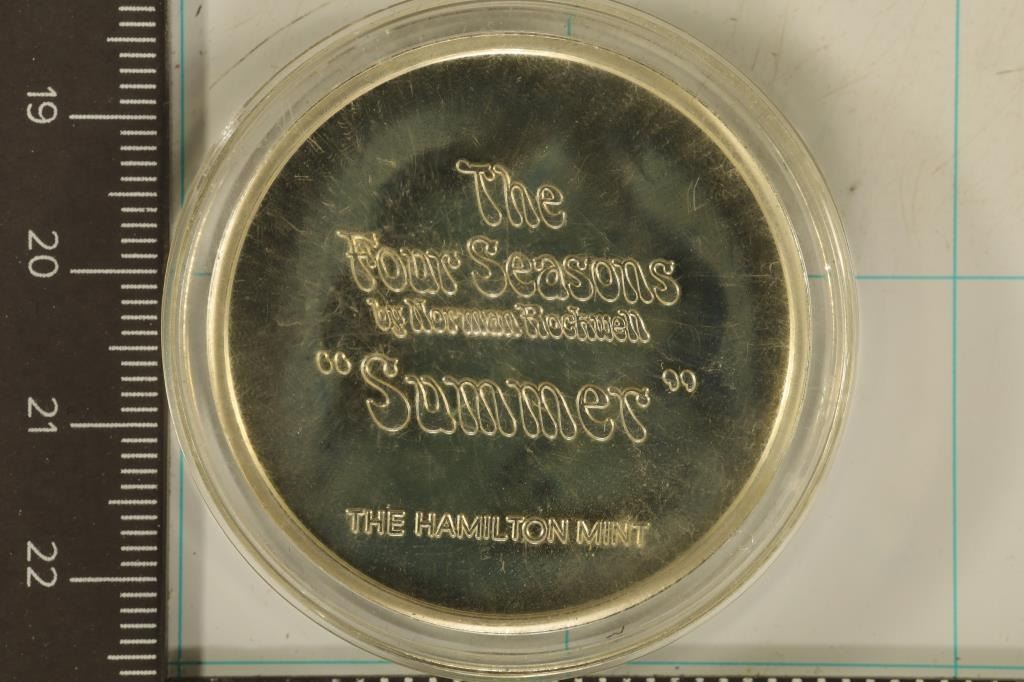 The
Four Seasons
by Norman Rockwell
"Summer"
THE HAMILTON MINT
19
20
21
22